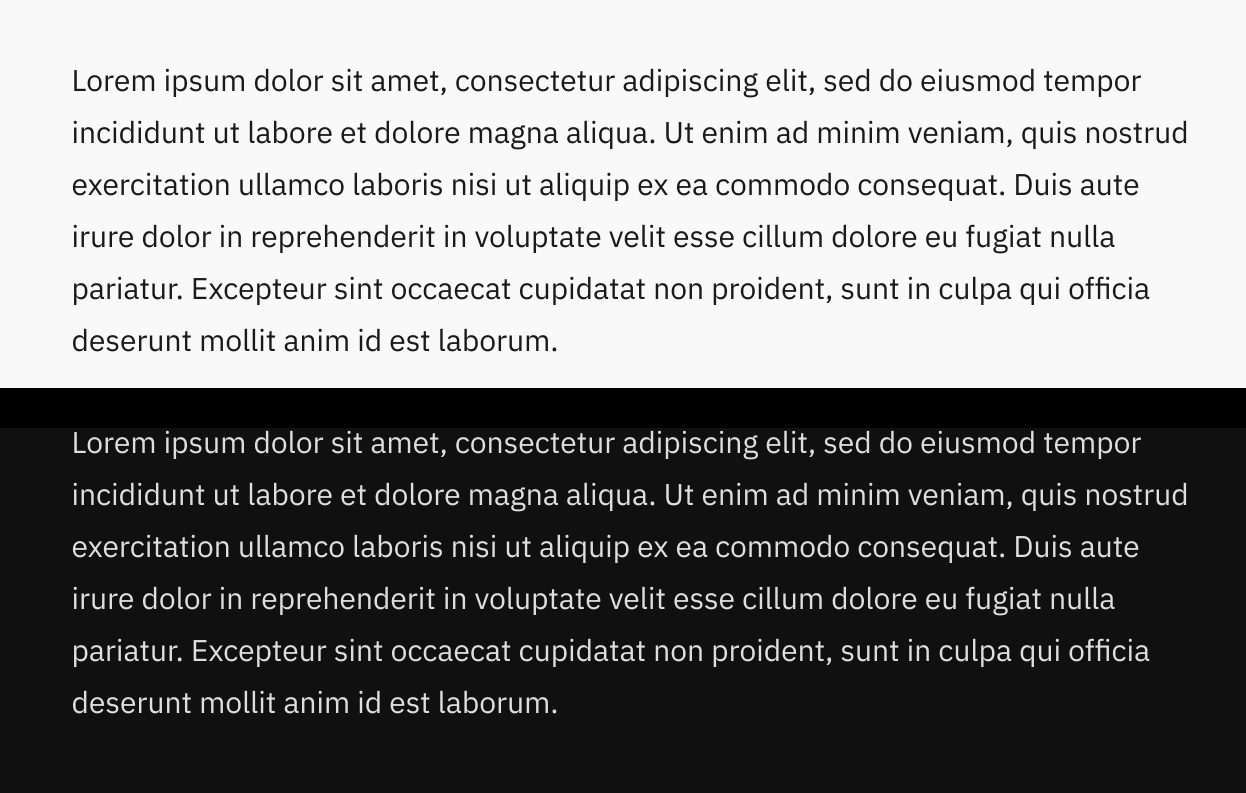 Lorem ipsum dolor sit amet, consectetur adipiscing elit, sed do eiusmod tempor
incididunt ut labore et dolore magna aliqua. Ut enim ad minim veniam, quis nostrud
exercitation ullamco laboris nisi ut aliquip ex ea commodo consequat. Duis aute
irure dolor in reprehenderit in voluptate velit esse cillum dolore eu fugiat nulla
pariatur. Excepteur sint occaecat cupidatat non proident, sunt in culpa qui officia
deserunt mollit anim id est laborum.
Lorem ipsum dolor sit amet, consectetur adipiscing elit, sed do eiusmod tempor
incididunt ut labore et dolore magna aliqua. Ut enim ad minim veniam, quis nostrud
exercitation ullamco laboris nisi ut aliquip ex ea commodo consequat. Duis aute
irure dolor in reprehenderit in voluptate velit esse cillum dolore eu fugiat nulla
pariatur. Excepteur sint occaecat cupidatat non proident, sunt in culpa qui officia
deserunt mollit anim id est laborum.